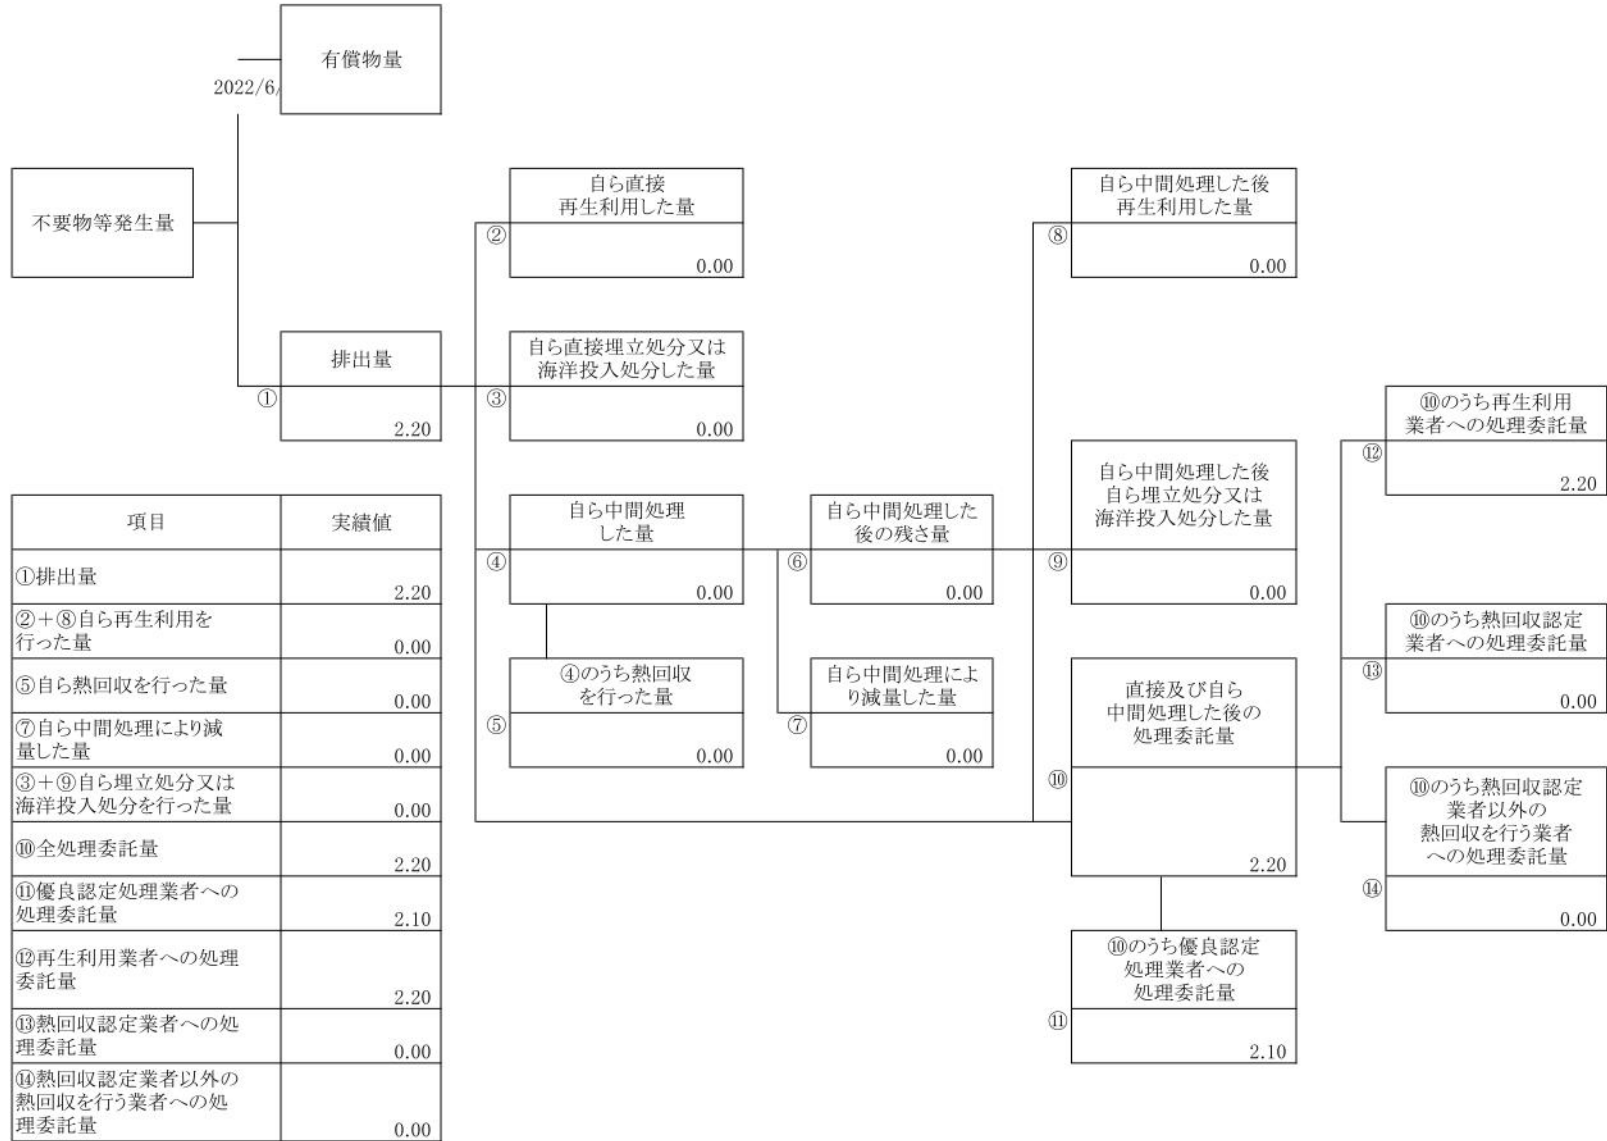 有償物量
2022/6/
不要物等発生量
自ら直接
再生利用した量
②
0.00
自ら中間処理した後
再生利用した量
⑧
0.00
排出量
①
2.20
自ら直接埋立処分又は
海洋投入処分した量
③
0.00
⑩のうち再生利用
業者への処理委託量
⑫
2.20
自ら中間処理
した量
④
0.00
自ら中間処理した
後の残さ量
⑥
0.00
自ら中間処理した後
自ら埋立処分又は
海洋投入処分した量
⑨
0.00
④のうち熱回収
を行った量
⑤
0.00
自ら中間処理によ
り減量した量
⑦
0.00
直接及び自ら
中間処理した後の
処理委託量
⑩
2.20
⑩のうち熱回収認定
業者への処理委託量
⑬
0.00
⑩のうち熱回収認定
業者以外の
熱回収を行う業者
への処理委託量
⑭
0.00
⑩のうち優良認定
処理業者への
処理委託量
⑪
2.10
項目 実績値
①排出量
2.20
②+⑧自ら再生利用を
行った量
0.00
⑤自ら熱回収を行った量
0.00
⑦自ら中間処理により減
量した量
0.00
③+⑨自ら埋立処分又は
海洋投入処分を行った量
0.00
⑩全処理委託量
2.20
⑪優良認定処理業者への
処理委託量
2.10
⑫再生利用業者への処理
委託量
2.20
⑬熱回収認定業者への処
理委託量
0.00
⑭熱回収認定業者以外の
熱回収を行う業者への処
理委託量
0.00